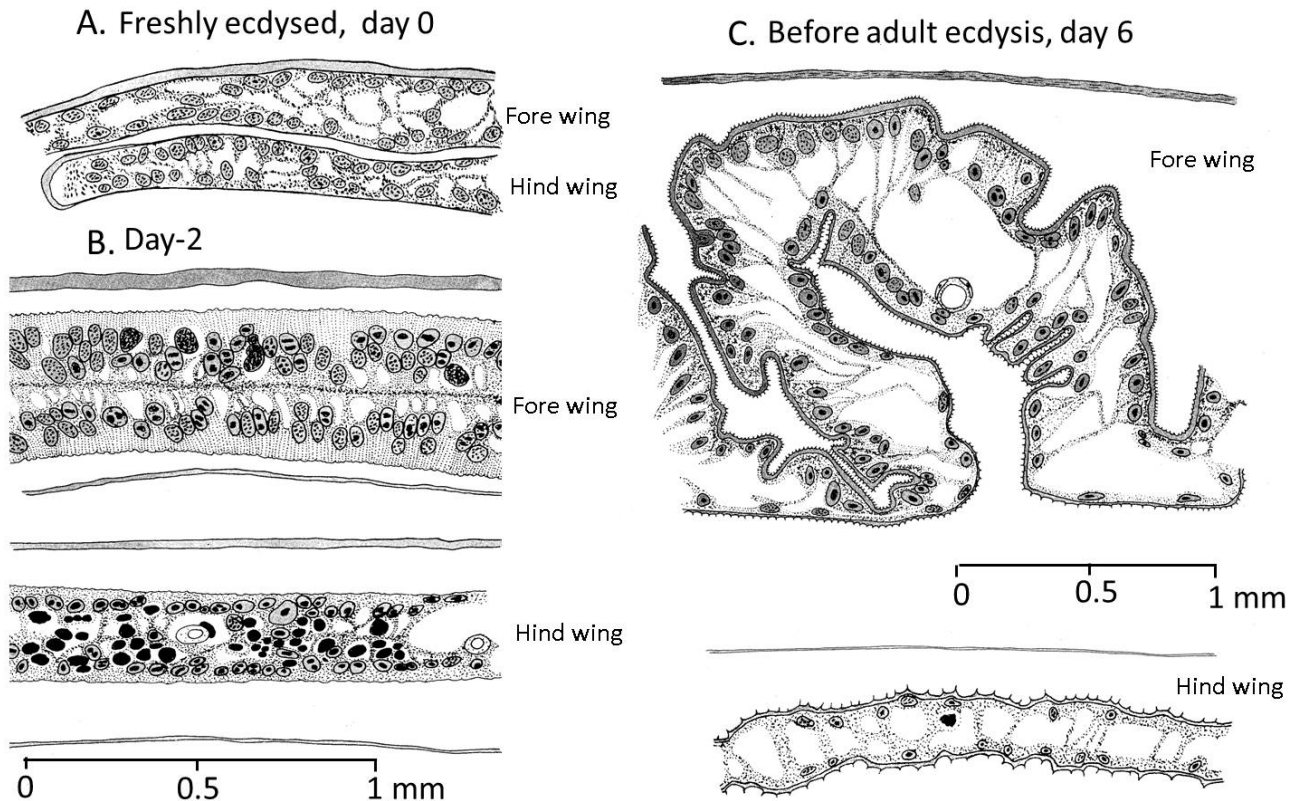 A. Freshly ecdysed, day 0
Fore wing
Hind wing
B. Day-2
Fore wing
Hind wing
0 0.5 1 mm
C. Before adult ecdysis, day 6
Fore wing
0 0.5 1 mm
Hind wing